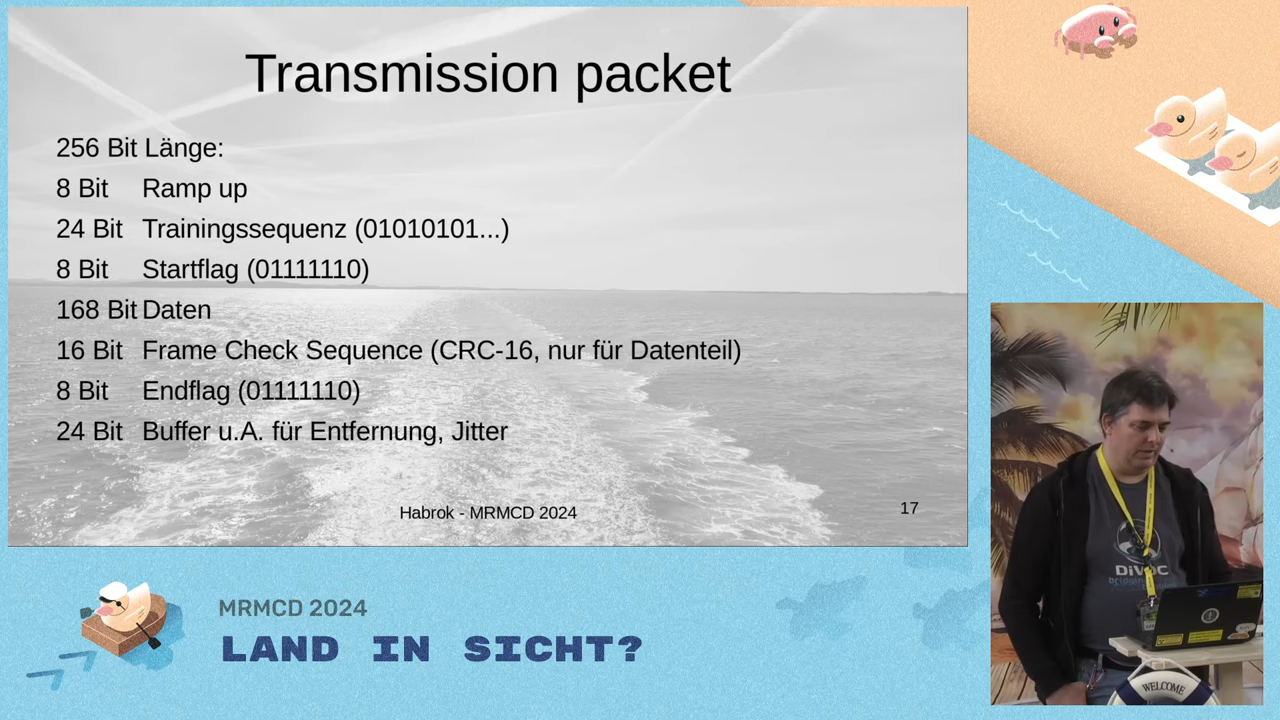 Transmission packet
256 Bit Länge:
8 Bit Ramp up
24 Bit Trainingssequenz (01010101...)
8 Bit Startflag (01111110)
168 Bit Daten
16 Bit Frame Check Sequence (CRC-16, nur für Datenteil)
8 Bit Endflag (01111110)
24 Bit Buffer u.A. für Entfernung, Jitter
Habrok - MRMCD 2024
17
MRMCD 2024
LAND IN SICHT?
DiVOC
WELCOME